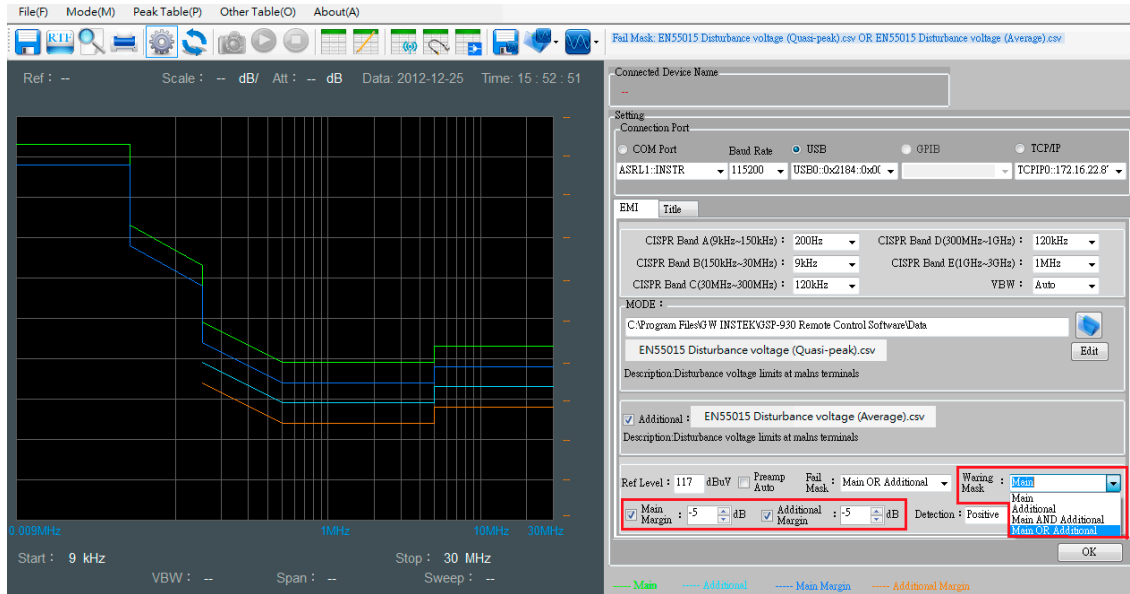 File(F) Mode(M) Peak Table(P) Other Table(O) About(A)
RTF
Fail Mask: EN55015 Disturbance voltage (Quasi-peak).csv OR EN55015 Disturbance voltage (Average).csv
Ref : -- Scale : -- dB/ Att : -- dB Data: 2012-12-25 Time: 15 : 52 : 51
0.009MHz 1MHz 10MHz 30MHz
Start : 9 kHz Stop : 30 MHz
VBW : -- Span : -- Sweep : --
Connected Device Name
--
Setting
Connection Port
COM Port Baud Rate USB GPIB TCP/IP
ASRL1::INSTR 115200 USB0::0x2184::0x0( TCPIP0::172.16.22.8'
EMI Title
CISPR Band A(9kHz~150kHz) : 200Hz CISPR Band D(300MHz~1GHz) : 120kHz
CISPR Band B(150kHz~30MHz) : 9kHz CISPR Band E(1GHz~3GHz) : 1MHz
CISPR Band C(30MHz~300MHz) : 120kHz VBW : Auto
MODE :
C:\Program Files\GW INSTEK\GSP-930 Remote Control Software\Data
EN55015 Disturbance voltage (Quasi-peak).csv Edit
Description:Disturbance voltage limits at malns terminals
Additional : EN55015 Disturbance voltage (Average).csv
Description:Disturbance voltage limits at malns terminals
Ref Level : 117 dBuV Preamp Auto Fail Mask : Main OR Additional Waring Mask : Main
Main
Additional
Main AND Additional
Main OR Additional
Main Margin : -5 dB Additional Margin : -5 dB Detection : Positive
OK
Main Additional Main Margin Additional Margin